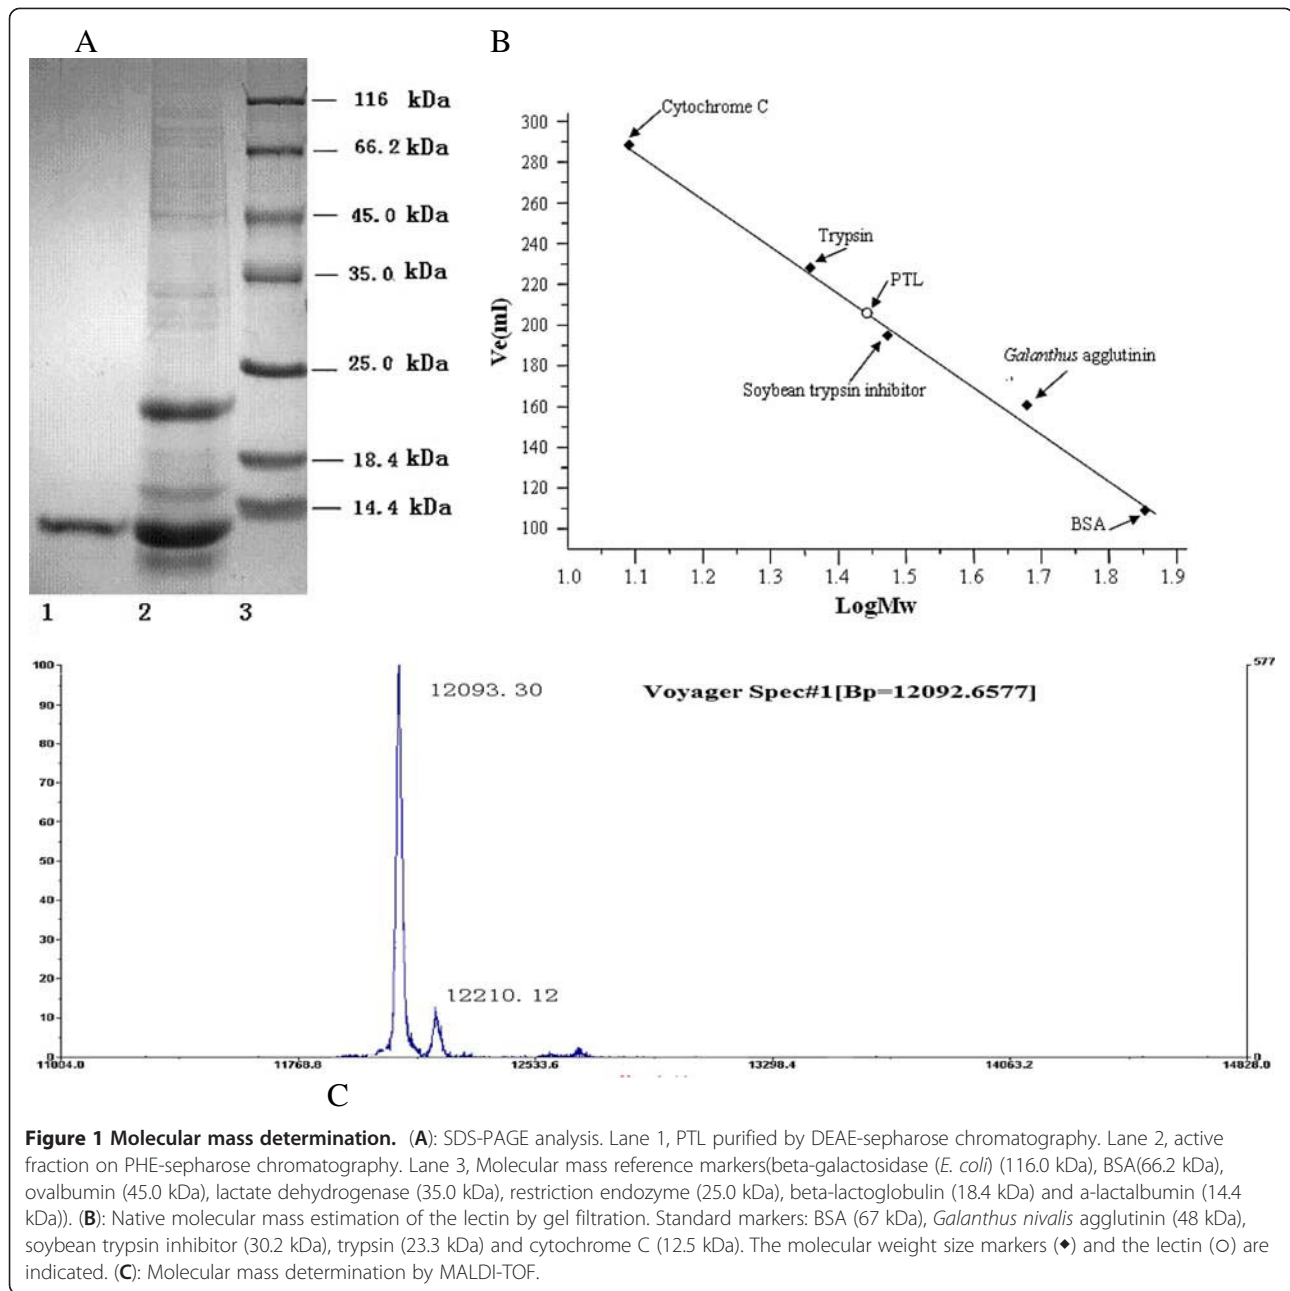 A
116 kDa
66.2 kDa
45.0 kDa
35.0 kDa
25.0 kDa
18.4 kDa
14.4 kDa
1 2 3
B
Cytochrome C
Trypsin
PTL
Soybean trypsin inhibitor
Galanthus agglutinin
BSA
Ve(ml)
300
280
260
240
220
200
180
160
140
120
100
1.0 1.1 1.2 1.3 1.4 1.5 1.6 1.7 1.8 1.9
LogMw
100
90
80
70
60
50
40
30
20
10
0
577
0
12093.30
Voyager Spec#1[Bp=12092.6577]
12210.12
11004.0 11768.8 12533.6 13298.4 14063.2 14828.0
C
Figure 1 Molecular mass determination. (A): SDS-PAGE analysis. Lane 1, PTL purified by DEAE-sepharose chromatography. Lane 2, active
fraction on PHE-sepharose chromatography. Lane 3, Molecular mass reference markers(beta-galactosidase (E. coli) (116.0 kDa), BSA(66.2 kDa),
ovalbumin (45.0 kDa), lactate dehydrogenase (35.0 kDa), restriction endozyme (25.0 kDa), beta-lactoglobulin (18.4 kDa) and a-lactalbumin (14.4
kDa)). (B): Native molecular mass estimation of the lectin by gel filtration. Standard markers: BSA (67 kDa), Galanthus nivalis agglutinin (48 kDa),
soybean trypsin inhibitor (30.2 kDa), trypsin (23.3 kDa) and cytochrome C (12.5 kDa). The molecular weight size markers (◆) and the lectin (○) are
indicated. (C): Molecular mass determination by MALDI-TOF.